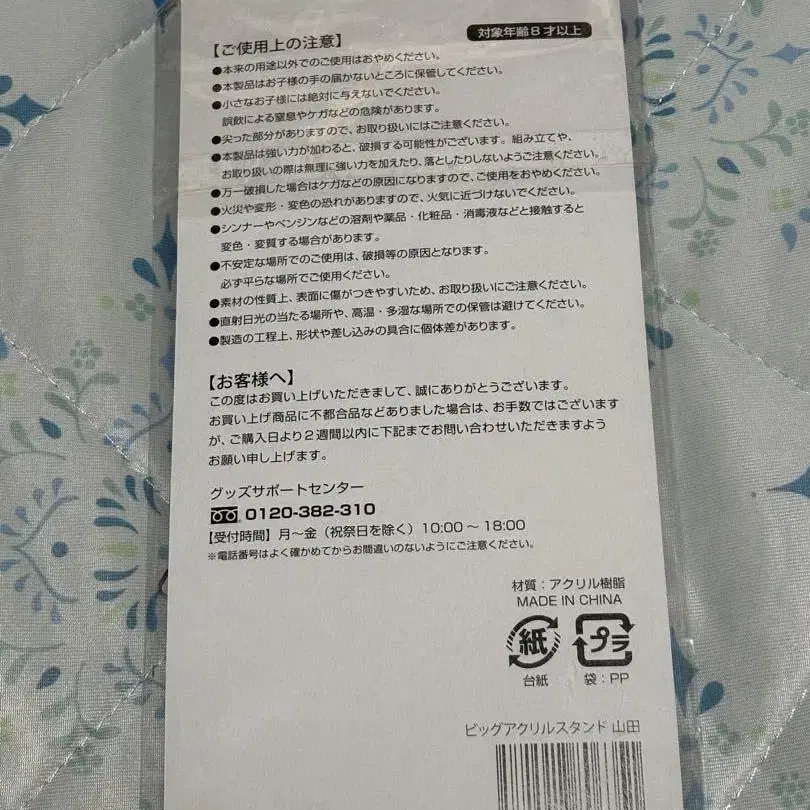 【ご使用上の注意】
対象年齢8才以上
●本来の用途以外でのご使用はおやめください。
●本製品はお子様の手の届かないところに保管してください。
●小さなお子様には絶対に与えないでください。
誤飲による窒息やケガなどの危険があります。
●尖った部分がありますので、お取り扱いにはご注意ください。
●本製品は強い力が加わると、破損する可能性がございます。組み立てや、
お取り扱いの際は無理に強い力を加えたり、落としたりしないようご注意ください。
●万一破損した場合はケガなどの原因になりますので、ご使用をおやめください。
●火災や変形・変色の恐れがありますので、火気に近づけないでください。
●シンナーやベンジンなどの溶剤や薬品・化粧品・消毒液などと接触すると
変色・変質する場合があります。
●不安定な場所でのご使用は、破損等の原因となります。
必ず平らな場所でご使用ください。
●素材の性質上、表面に傷がつきやすいため、お取り扱いにご注意ください。
●直射日光の当たる場所や、高温・多湿な場所での保管は避けてください。
●製造の工程上、形状や差し込みの具合に個体差があります。
【お客様へ】
この度はお買い上げいただきまして、誠にありがとうございます。
お買い上げ商品に不都合品などありました場合は、お手数ではございます
が、ご購入日より2週間以内に下記までお問い合わせいただきますよう
お願い申し上げます。
グッズサポートセンター
0120-382-310
【受付時間】月〜金（祝祭日を除く）10:00〜18:00
※電話番号はよく確かめてからお間違いのないようにご注意ください。
材質：アクリル樹脂
MADE IN CHINA
紙 プラ
台紙 袋：PP
ビッグアクリルスタンド 山田